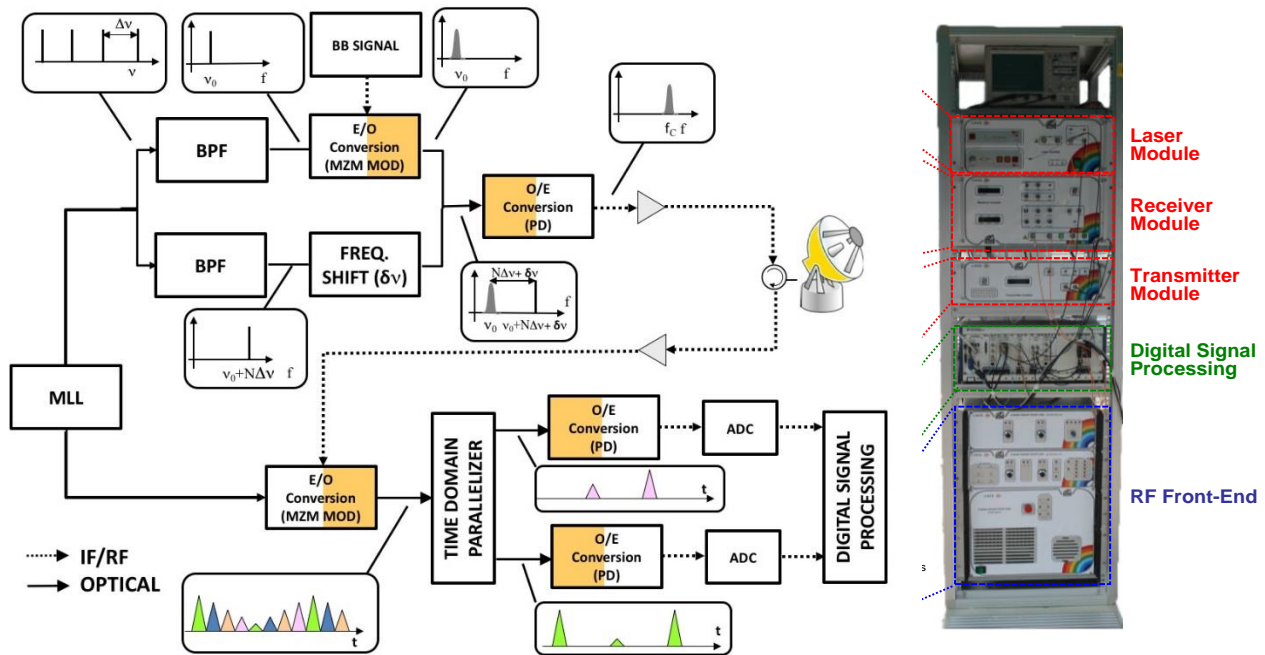 Δν
ν
ν₀
f
BB SIGNAL
ν₀
f
f_C f
BPF
E/O
Conversion
(MZM MOD)
O/E
Conversion
(PD)
BPF
FREQ.
SHIFT (δν)
NΔν+ δν
f
ν₀ ν₀+NΔν+ δν
ν₀+NΔν f
MLL
E/O
Conversion
(MZM MOD)
TIME DOMAIN
PARALLELIZER
O/E
Conversion
(PD)
ADC
t
O/E
Conversion
(PD)
ADC
t
DIGITAL SIGNAL
PROCESSING
IF/RF
OPTICAL
t
s
Laser
Module
Receiver
Module
Transmitter
Module
Digital Signal
Processing
RF Front-End